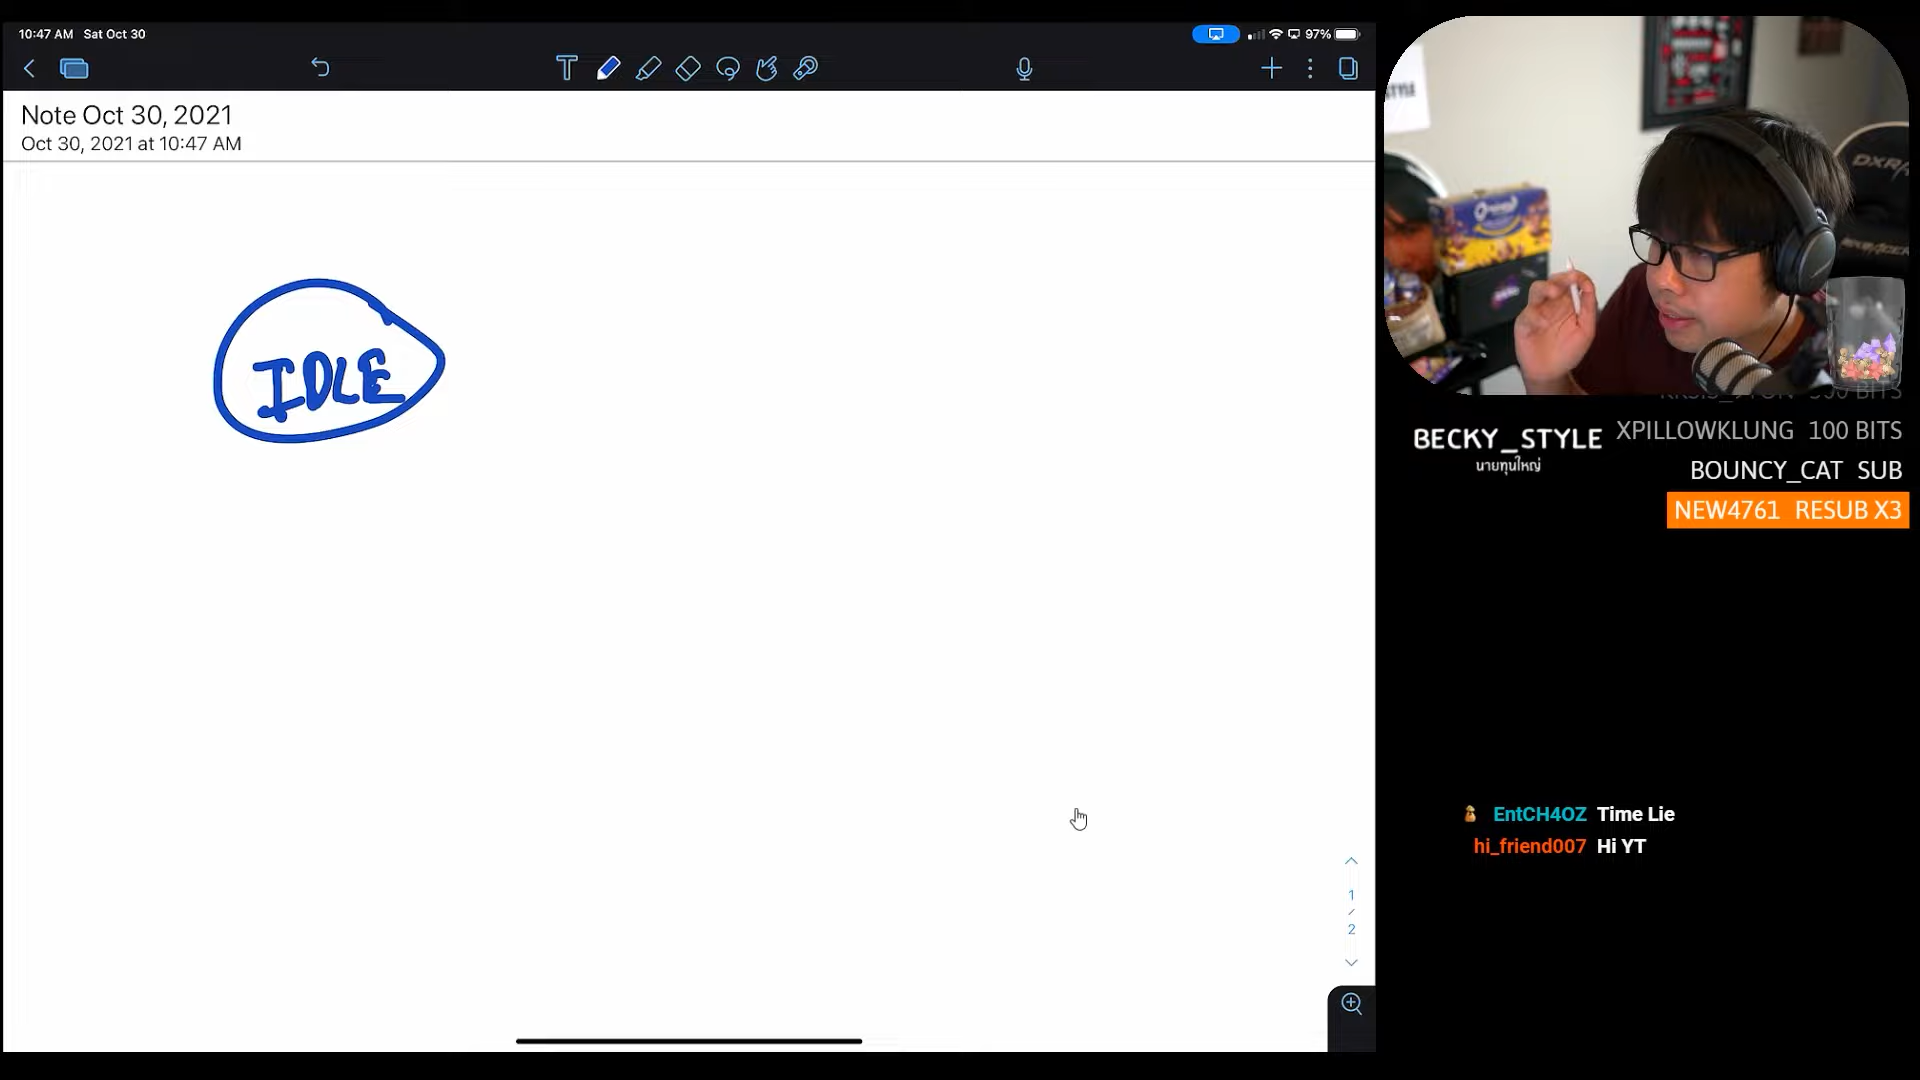 10:47 AM Sat Oct 30
97%
Note Oct 30, 2021
Oct 30, 2021 at 10:47 AM
IDLE
1
2
STYLE
BECKY_STYLE
นายทุนใหญ่
XPILLOWKLUNG 100 BITS
BOUNCY_CAT SUB
NEW4761 RESUB X3
EntCH4OZ Time Lie
hi_friend007 Hi YT